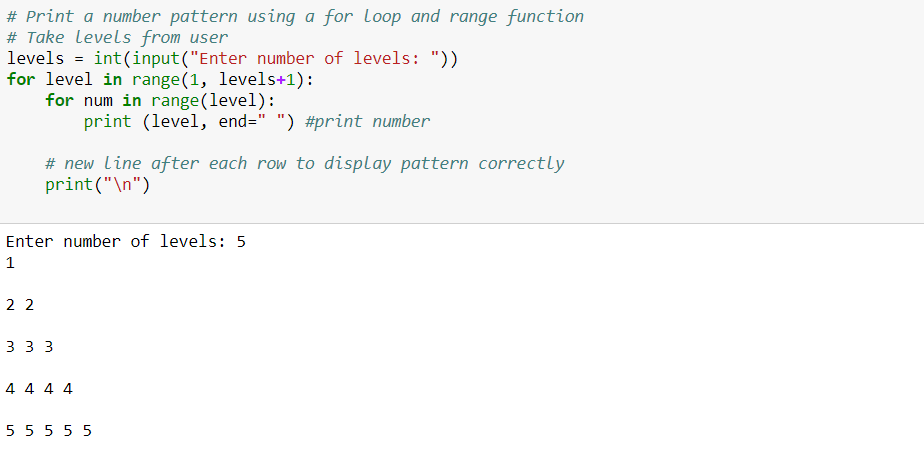 # Print a number pattern using a for loop and range function
# Take levels from user
levels = int(input("Enter number of levels: "))
for level in range(1, levels+1):
    for num in range(level):
        print (level, end=" ") #print number
    # new line after each row to display pattern correctly
    print("\n")
Enter number of levels: 5
1
2 2
3 3 3
4 4 4 4
5 5 5 5 5